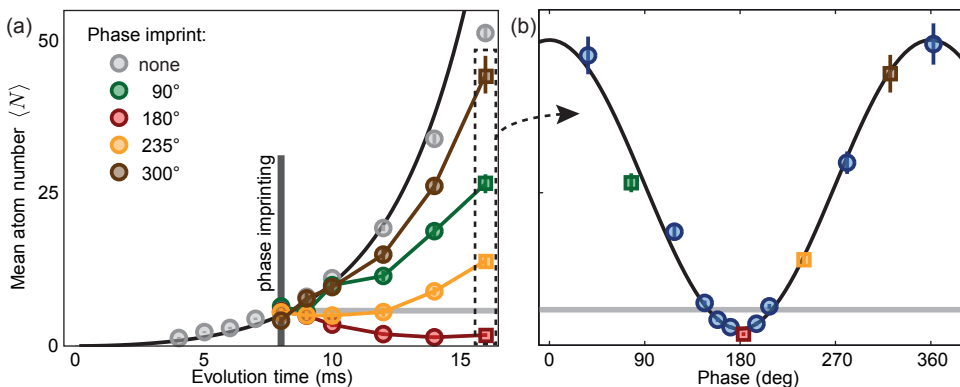 (a)
Phase imprint:
none
90°
180°
235°
300°
phase imprinting
50
25
0
Mean atom number ⟨N⟩
0 5 10 15
Evolution time (ms)
(b)
0 90 180 270 360
Phase (deg)